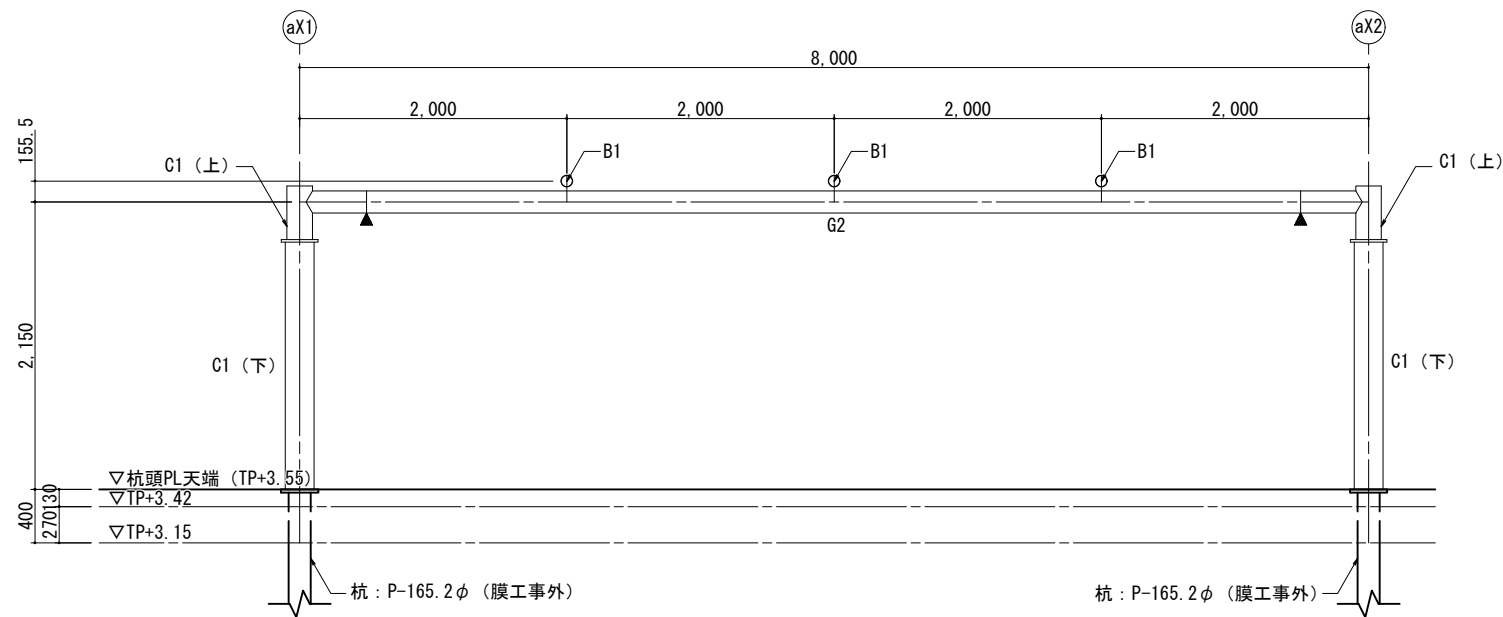 aX1
aX2
8,000
2,000
2,000
2,000
2,000
155.5
C1 (上)
B1
B1
B1
C1 (上)
G2
2,150
C1 (下)
C1 (下)
▽杭頭PL天端 (TP+3.55)
130
▽TP+3.42
400
270
▽TP+3.15
杭:P-165.2φ (膜工事外)
杭:P-165.2φ (膜工事外)